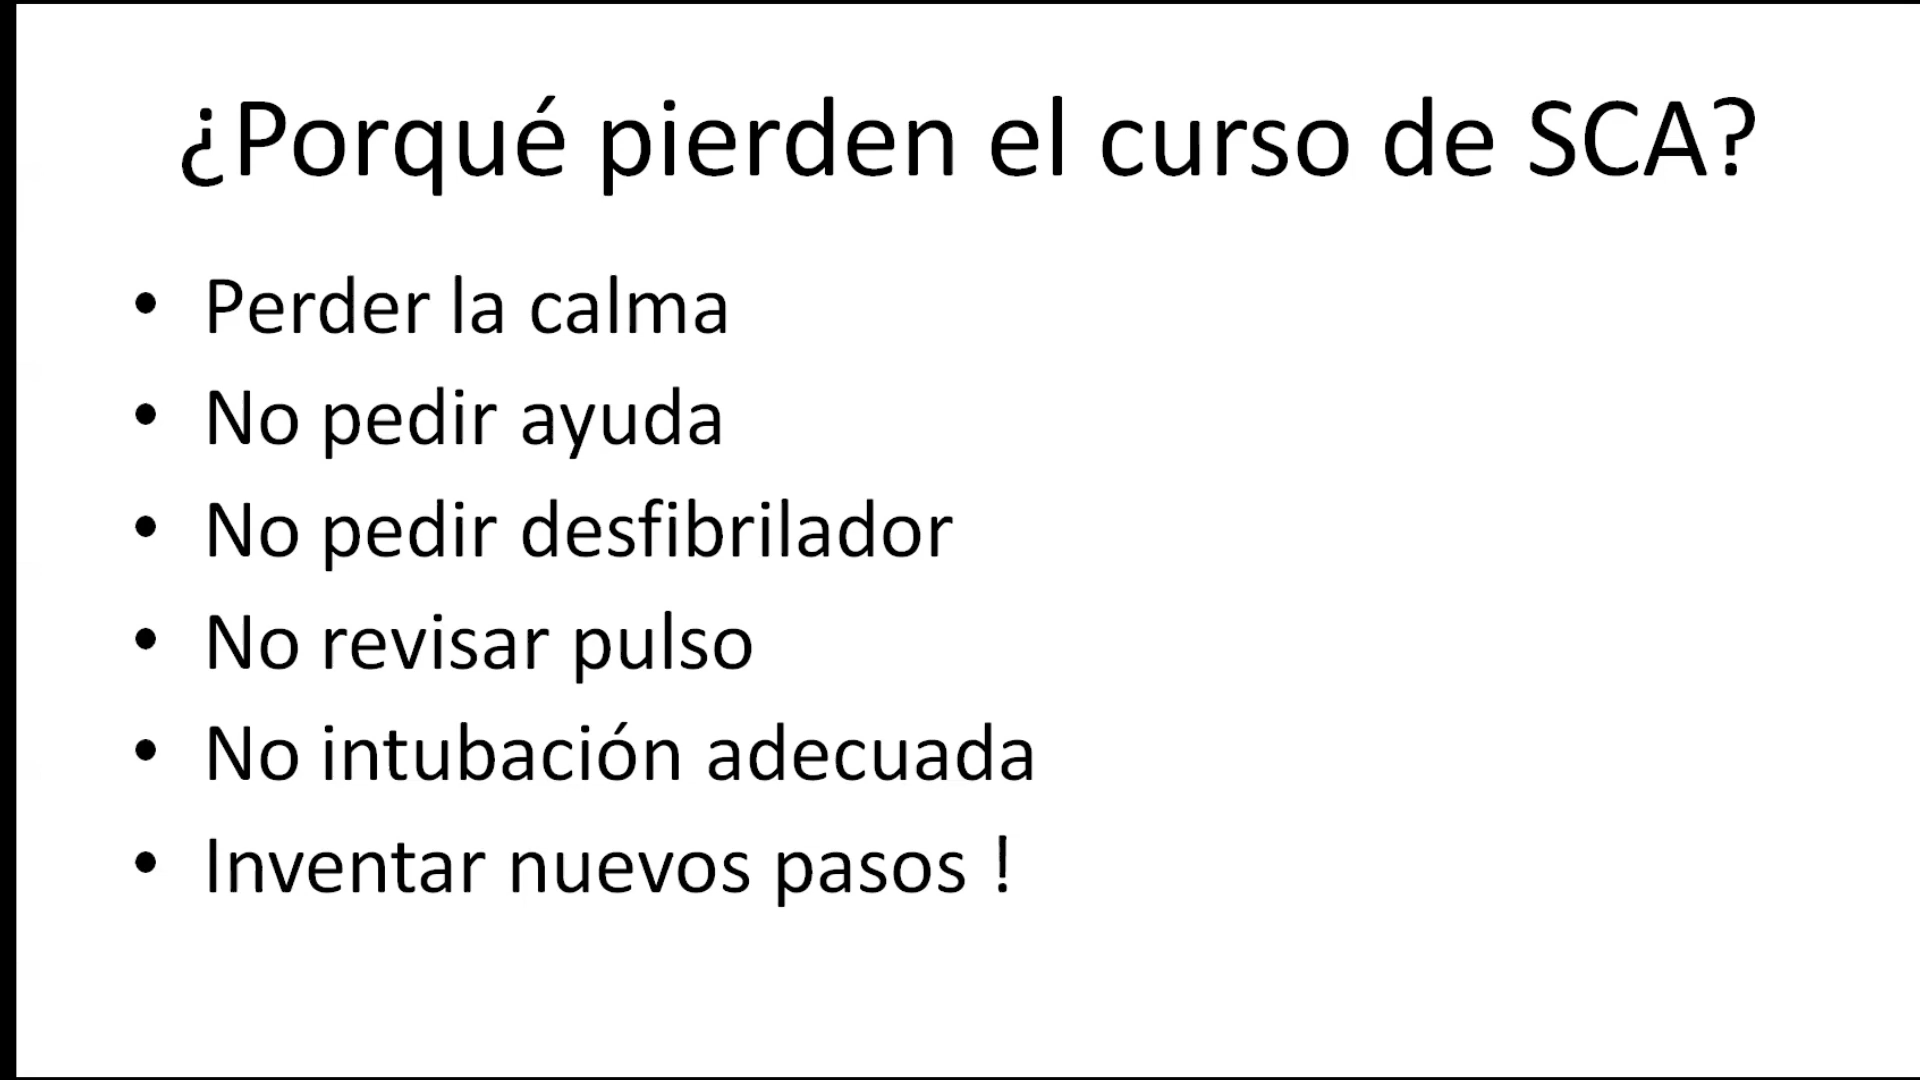 ¿Porqué pierden el curso de SCA?
• Perder la calma
• No pedir ayuda
• No pedir desfibrilador
• No revisar pulso
• No intubación adecuada
• Inventar nuevos pasos !